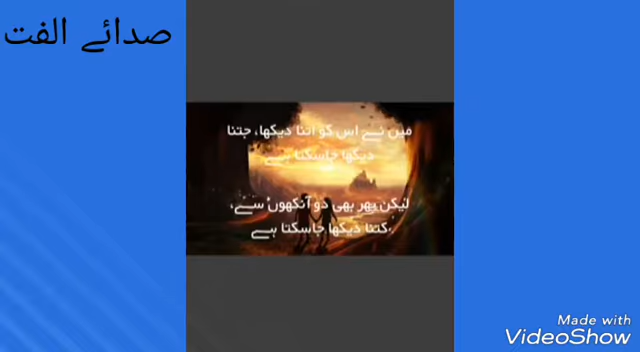 صدائے الفت
میں نے اس کو اتنا دیکھا، جتنا
دیکھا جاسکتا ہے
لیکن پھر بھی دو آنکھوں سے،
کتنا دیکھا جاسکتا ہے
Made with
VideoShow